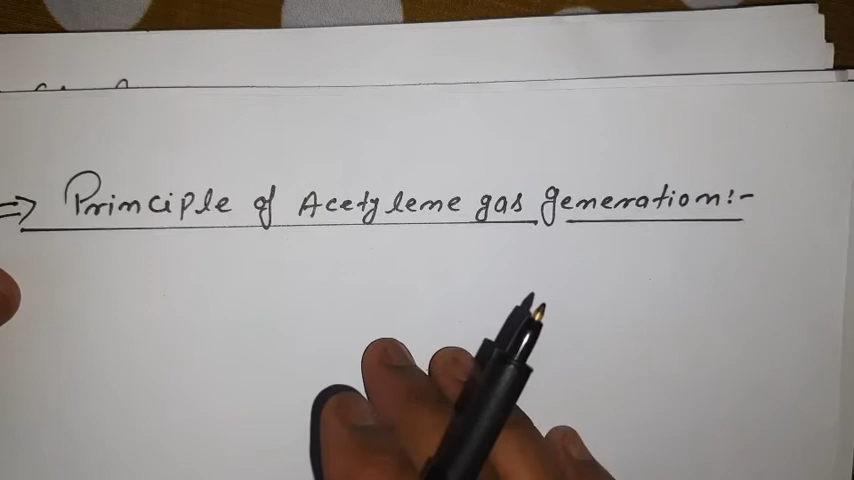 ⇒ Principle of Acetylene gas generation:-